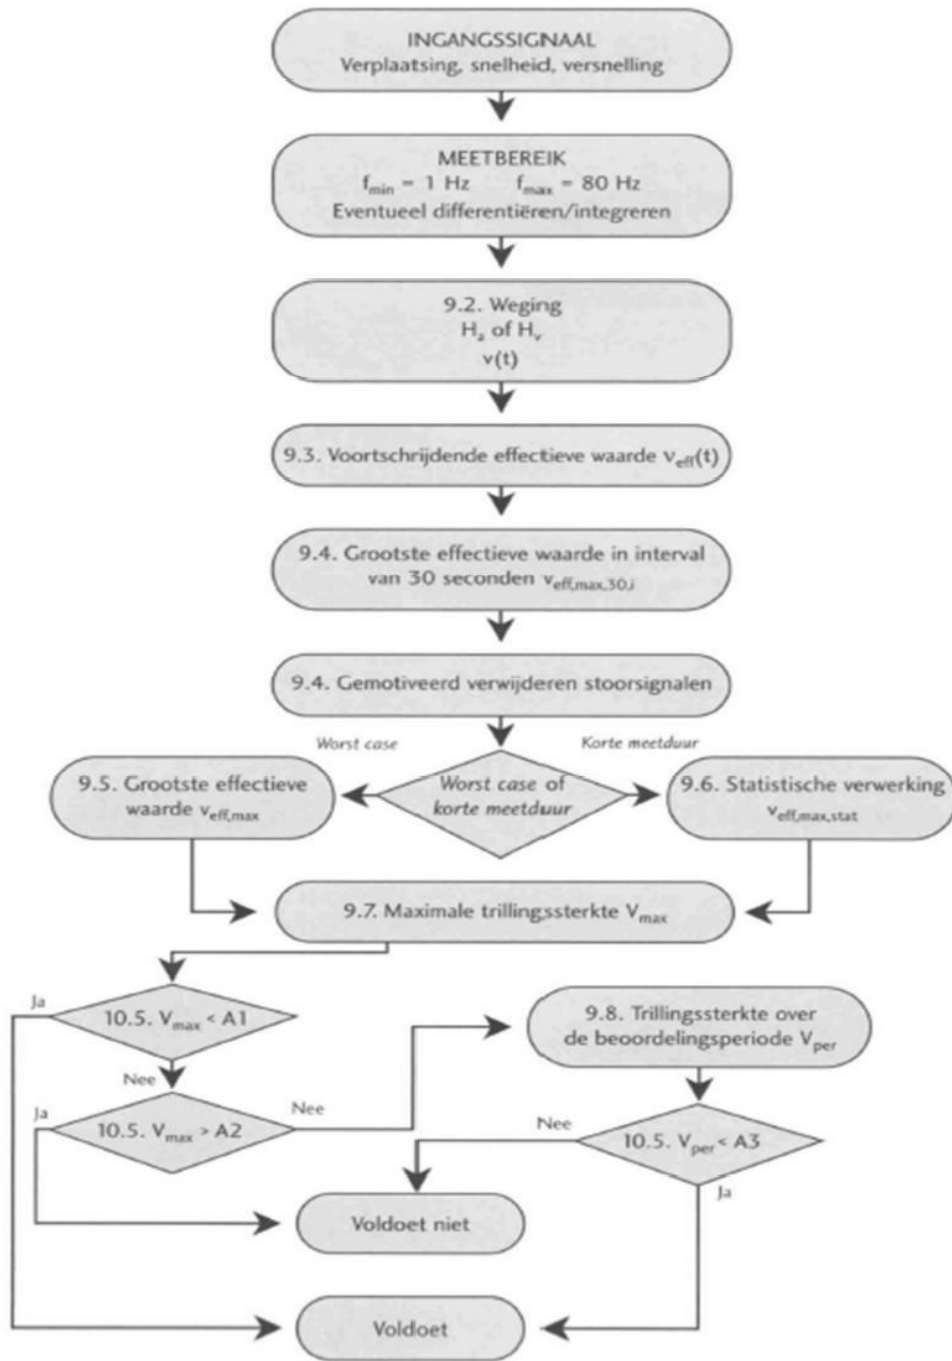 INGANGSSIGNAAL
Verplaatsing, snelheid, versnelling
MEETBEREIK
fmin = 1 Hz fmax = 80 Hz
Eventueel differentiëren/integreren
9.2. Weging
Ha of Hv
v(t)
9.3. Voortschrijdende effectieve waarde veff(t)
9.4. Grootste effectieve waarde in interval
van 30 seconden veff,max,30,i
9.4. Gemotiveerd verwijderen stoorsignalen
Worst case
Korte meetduur
9.5. Grootste effectieve
waarde veff,max
Worst case of
korte meetduur
9.6. Statistische verwerking
veff,max,stat
9.7. Maximale trillingssterkte Vmax
Ja
10.5. Vmax < A1
9.8. Trillingssterkte over
de beoordelingsperiode Vper
Nee
Ja
10.5. Vmax > A2
Nee
Nee
10.5. Vper < A3
Ja
Voldoet niet
Voldoet